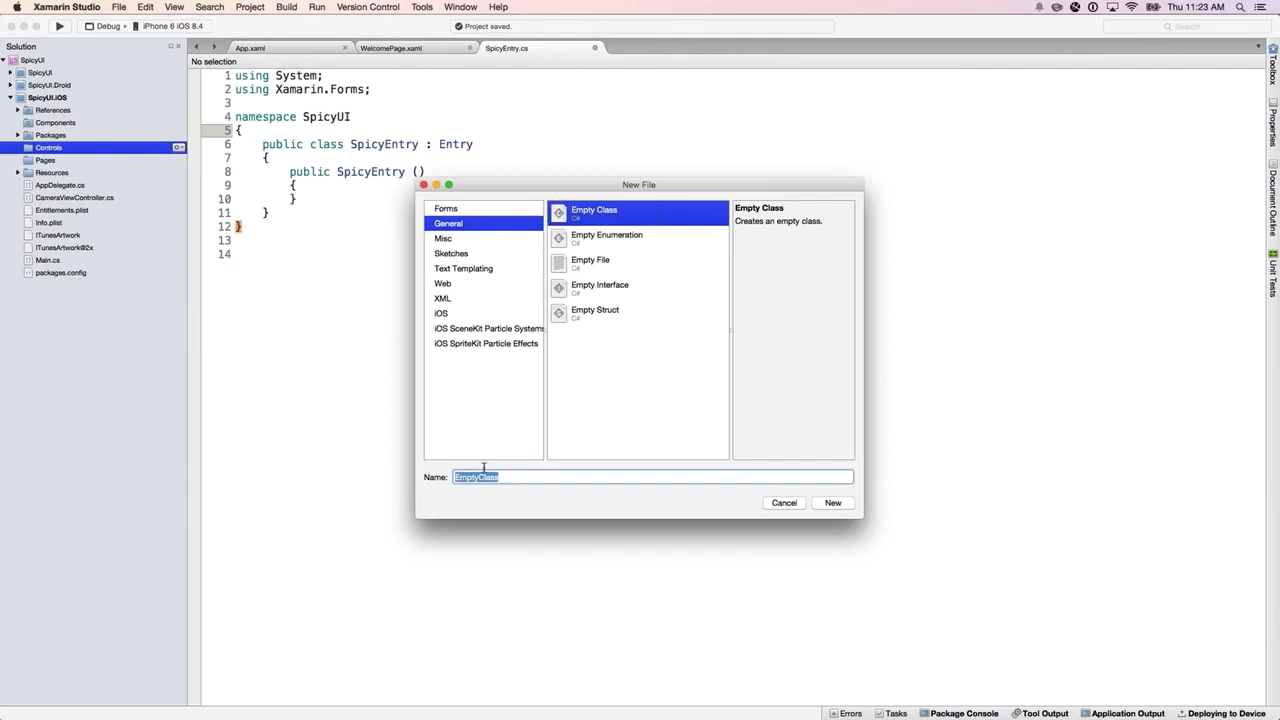 Xamarin Studio File Edit View Search Project Build Run Version Control Tools Window Help Thu 11:23 AM
Debug iPhone 6 iOS 8.4 Project saved. Search
Solution
App.xaml WelcomePage.xaml SpicyEntry.cs
No selection
SpicyUI
SpicyUI
SpicyUI.Droid
SpicyUI.iOS
References
Components
Packages
Controls
Pages
Resources
AppDelegate.cs
CameraViewController.cs
Entitlements.plist
Info.plist
iTunesArtwork
iTunesArtwork@2x
Main.cs
packages.config
1 using System;
2 using Xamarin.Forms;
3
4 namespace SpicyUI
5 {
6 public class SpicyEntry : Entry
7 {
8 public SpicyEntry ()
9 {
10 }
11 }
12 }
13
14
New File
Forms
General
Misc
Sketches
Text Templating
Web
XML
iOS
iOS SceneKit Particle Systems
iOS SpriteKit Particle Effects
Empty Class
C#
Empty Enumeration
C#
Empty File
C#
Empty Interface
C#
Empty Struct
C#
Empty Class
Creates an empty class.
Name: EmptyClass
Cancel New
Toolbox
Properties
Document Outline
Unit Tests
Errors Tasks Package Console Tool Output Application Output Deploying to Device